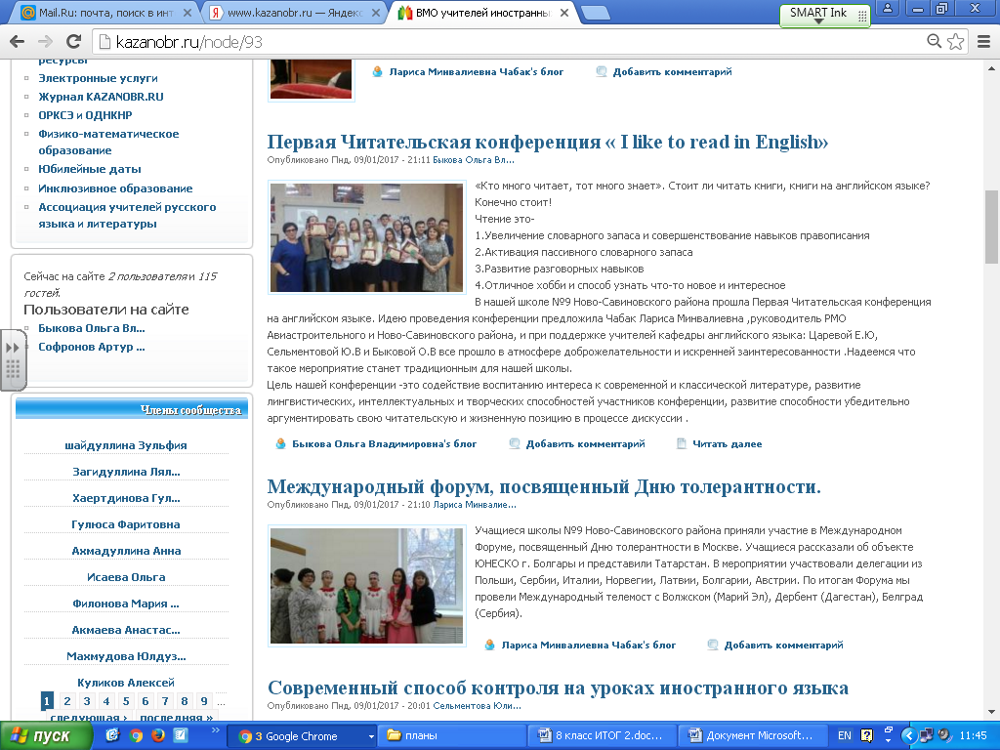 Mail.Ru: почта, поиск в инт
www.kazanobr.ru — Яндекс
ВМО учителей иностранны
SMART Ink
kazanobr.ru/node/93
ресурсы
Электронные услуги
Журнал KAZANOBR.RU
ОРКСЭ и ОДНКНР
Физико-математическое
образование
Юбилейные даты
Инклюзивное образование
Ассоциация учителей русского
языка и литературы
Сейчас на сайте 2 пользователя и 115
гостей.
Пользователи на сайте
Быкова Ольга Вл...
Софронов Артур ...
Члены сообщества
шайдуллина Зульфия
Загидуллина Лял...
Хаертдинова Гул...
Гулюса Фаритовна
Ахмадуллина Анна
Исаева Ольга
Филонова Мария ...
Акмаева Анастас...
Махмудова Юлдуз...
Куликов Алексей
1 2 3 4 5 6 7 8 9 ...
следующая › последняя »
Лариса Минвалиевна Чабак's блог Добавить комментарий
Первая Читательская конференция « I like to read in English»
Опубликовано Пнд, 09/01/2017 - 21:11 Быкова Ольга Вл...
«Кто много читает, тот много знает». Стоит ли читать книги, книги на английском языке?
Конечно стоит!
Чтение это-
1.Увеличение словарного запаса и совершенствование навыков правописания
2.Активация пассивного словарного запаса
3.Развитие разговорных навыков
4.Отличное хобби и способ узнать что-то новое и интересное
В нашей школе №9 Ново-Савиновского района прошла Первая Читательская конференция
на английском языке. Идею проведения конференции предложила Чабак Лариса Минвалиевна ,руководитель РМО
Авиастроительного и Ново-Савиновского района, и при поддержке учителей кафедры английского языка: Царевой Е.Ю,
Сельментовой Ю.В и Быковой О.В все прошло в атмосфере доброжелательности и искренней заинтересованности .Надеемся что
такое мероприятие станет традиционным для нашей школы.
Цель нашей конференции -это содействие воспитанию интереса к современной и классической литературе, развитие
лингвистических, интеллектуальных и творческих способностей участников конференции, развитие способности убедительно
аргументировать свою читательскую и жизненную позицию в процессе дискуссии .
Быкова Ольга Владимировна's блог Добавить комментарий Читать далее
Международный форум, посвященный Дню толерантности.
Опубликовано Пнд, 09/01/2017 - 21:10 Лариса Минвалие...
Учащиеся школы №9 Ново-Савиновского района приняли участие в Международном
Форуме, посвященный Дню толерантности в Москве. Учащиеся рассказали об объекте
ЮНЕСКО г. Болгары и представили Татарстан. В мероприятии участвовали делегации из
Польши, Сербии, Италии, Норвегии, Латвии, Болгарии, Австрии. По итогам Форума мы
провели Международный телемост с Волжском (Марий Эл), Дербент (Дагестан), Белград
(Сербия).
Лариса Минвалиевна Чабак's блог Добавить комментарий
Современный способ контроля на уроках иностранного языка
Опубликовано Пнд, 09/01/2017 - 20:01 Сельментова Юли...
пуск
3 Google Chrome
планы
8 класс ИТОГ 2.doc...
Документ Microsoft...
EN
11:45